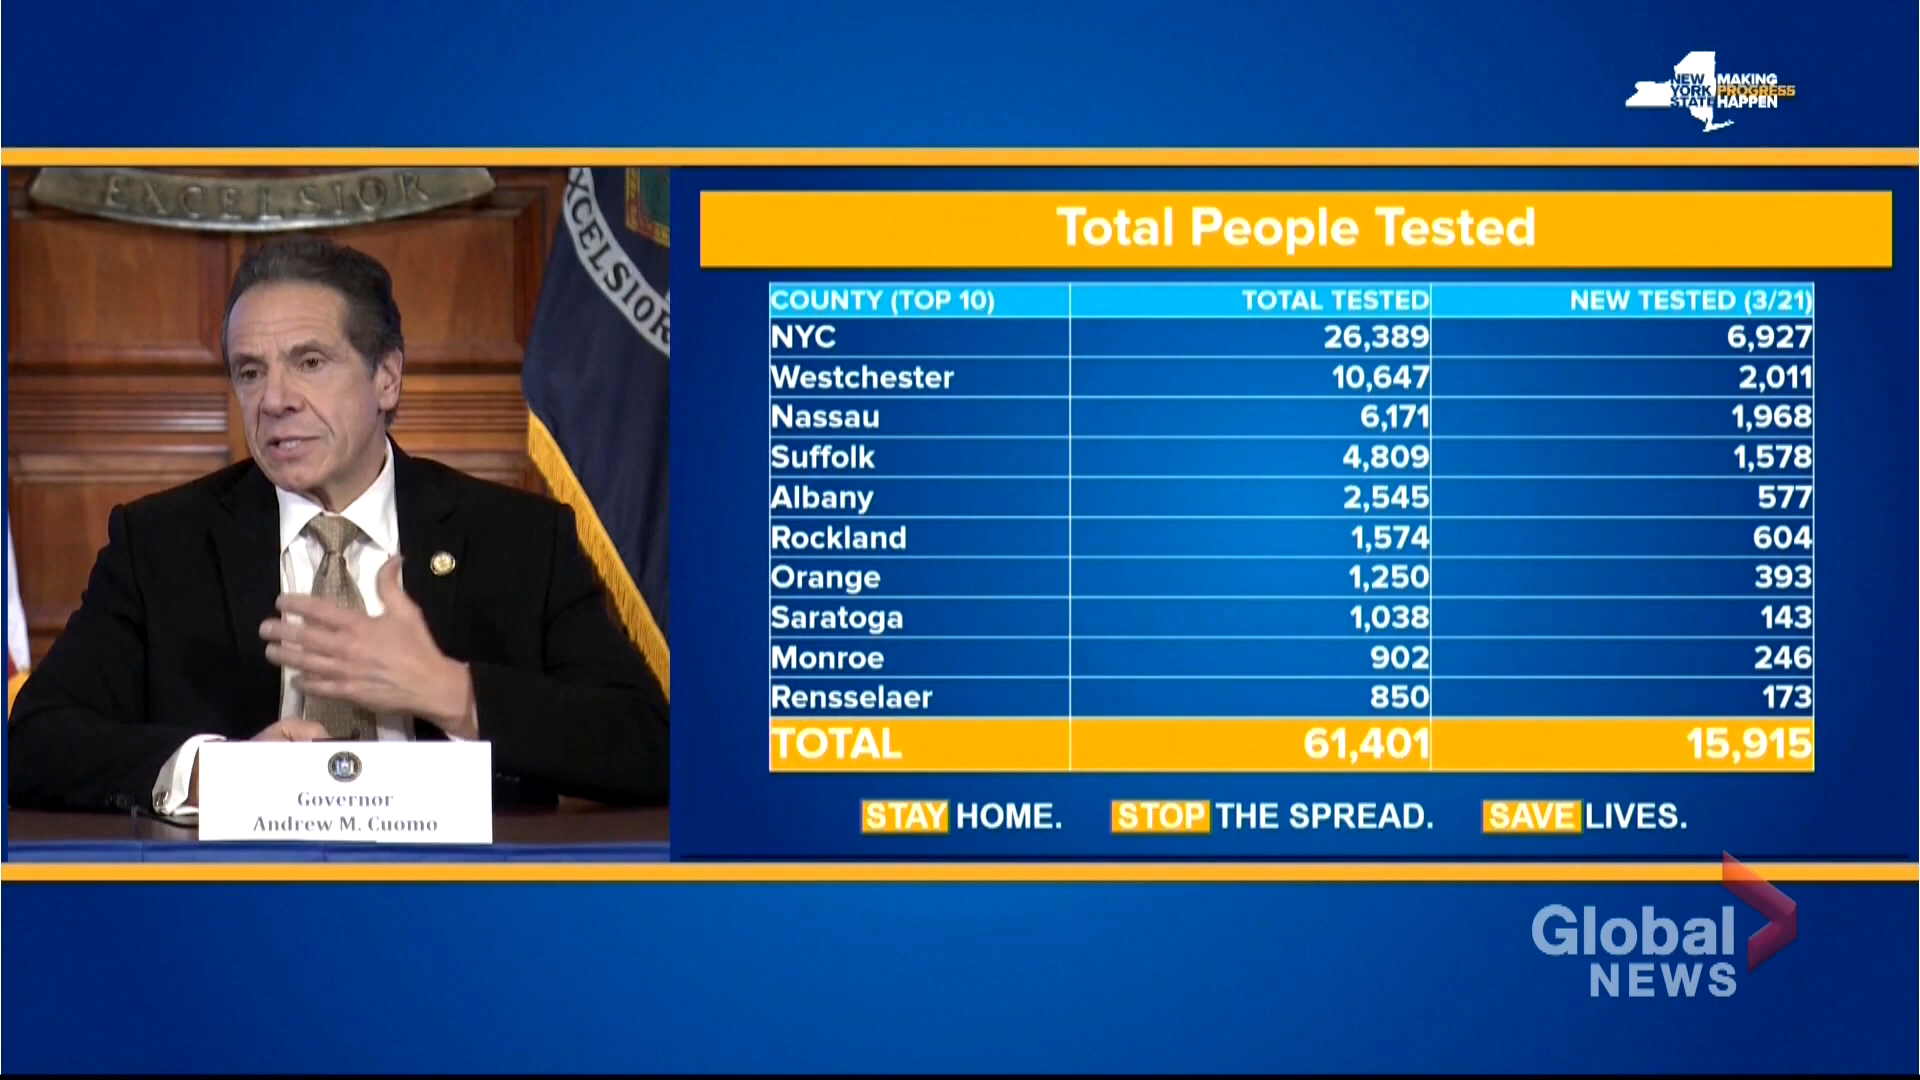 NEW YORK STATE
MAKING PROGRESS HAPPEN
EXCELSIOR
XCELSIOR
Governor
Andrew M. Cuomo
Total People Tested
COUNTY (TOP 10) TOTAL TESTED NEW TESTED (3/21)
NYC 26,389 6,927
Westchester 10,647 2,011
Nassau 6,171 1,968
Suffolk 4,809 1,578
Albany 2,545 577
Rockland 1,574 604
Orange 1,250 393
Saratoga 1,038 143
Monroe 902 246
Rensselaer 850 173
TOTAL 61,401 15,915
STAY HOME. STOP THE SPREAD. SAVE LIVES.
Global
NEWS